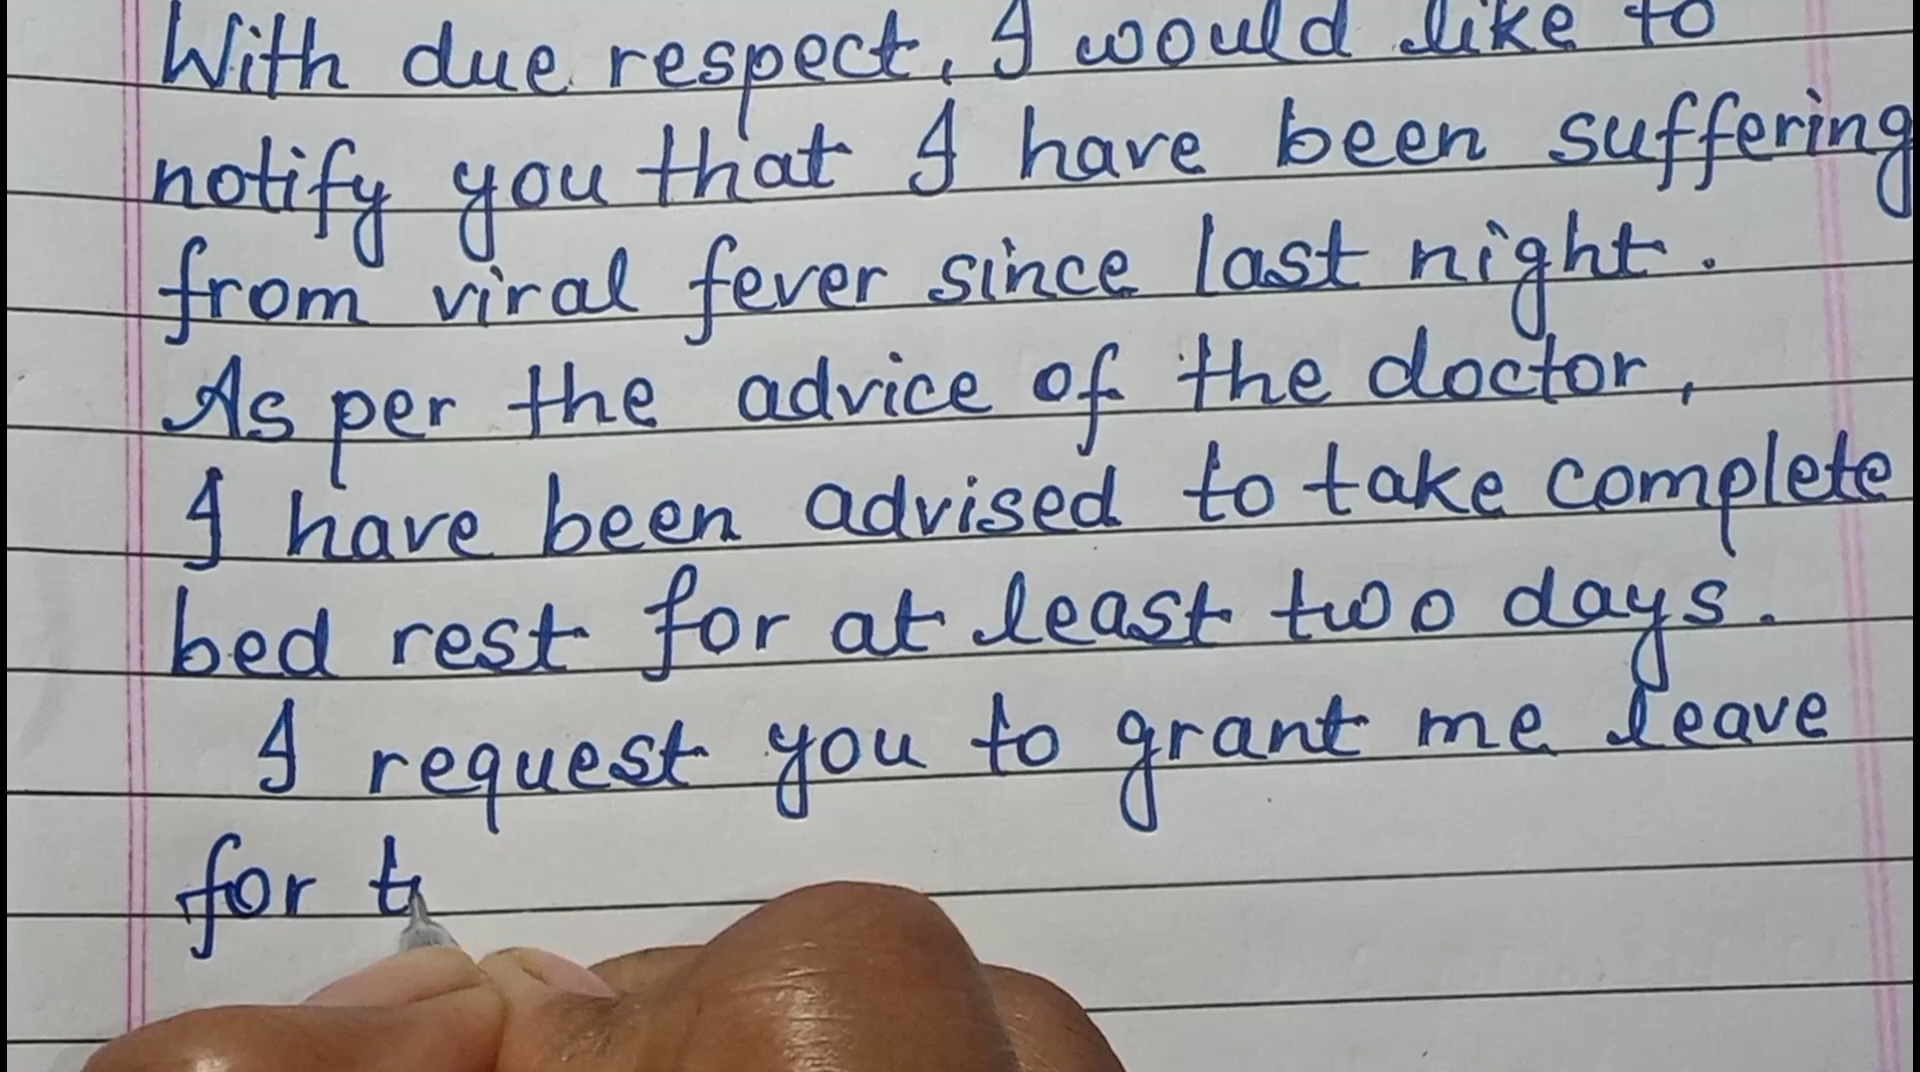 With due respect, I would like to
notify you that I have been suffering
from viral fever since last night.
As per the advice of the doctor,
I have been advised to take complete
bed rest for at least two days.
I request you to grant me leave
for